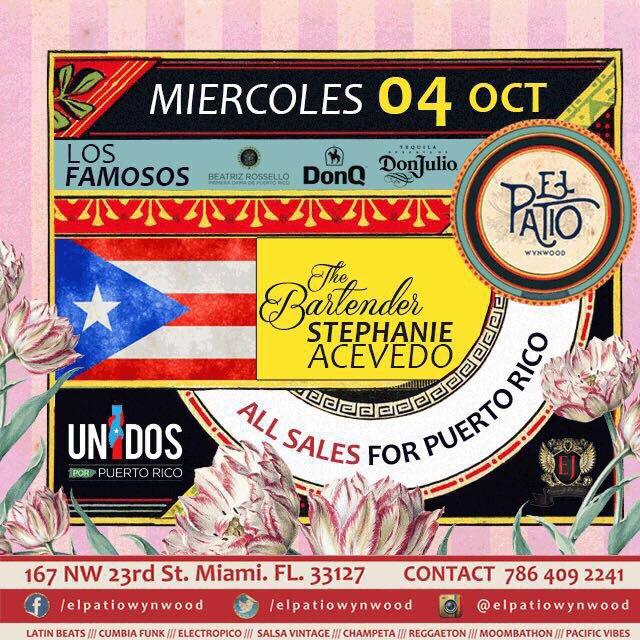 MIERCOLES 04 OCT
LOS
FAMOSOS
BEATRIZ ROSSELLÓ
PRIMERA DAMA DE PUERTO RICO
DonQ
TEQUILA
DonJulio
EL
PATIO
WYNWOOD
The
Bartender
STEPHANIE
ACEVEDO
ALL SALES FOR PUERTO RICO
UNIDOS
POR PUERTO RICO
EJ
167 NW 23rd St. Miami. FL. 33127 CONTACT 786 409 2241
/elpatiowynwood /elpatiowynwood @elpatiowynwood
LATIN BEATS /// CUMBIA FUNK /// ELECTROPICO /// SALSA VINTAGE /// CHAMPETA /// REGGAETON /// MOOMBATHON /// PACIFIC VIBES